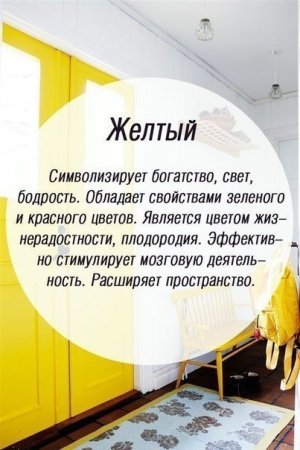 Желтый
Символизирует богатство, свет,
бодрость. Обладает свойствами зеленого
и красного цветов. Является цветом жиз–
нерадостности, плодородия. Эффектив–
но стимулирует мозговую деятель–
ность. Расширяет пространство.